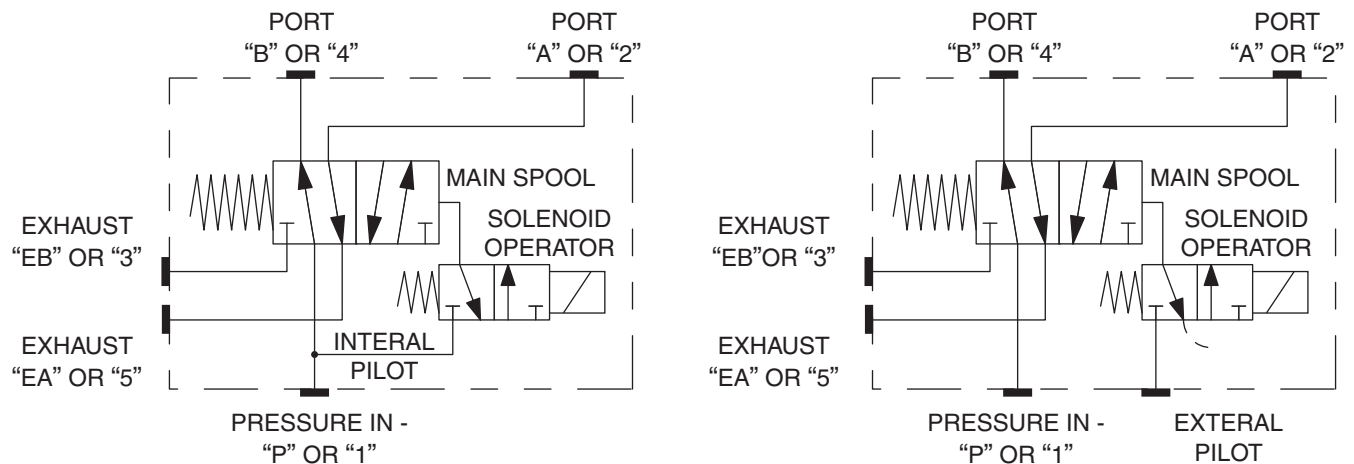 PORT
“B” OR “4”
PORT
“A” OR “2”
MAIN SPOOL
SOLENOID
OPERATOR
EXHAUST
“EB” OR “3”
EXHAUST
“EA” OR “5”
INTERAL
PILOT
PRESSURE IN -
“P” OR “1”
PORT
“B” OR “4”
PORT
“A” OR “2”
MAIN SPOOL
SOLENOID
OPERATOR
EXHAUST
“EB”OR “3”
EXHAUST
“EA” OR “5”
PRESSURE IN -
“P” OR “1”
EXTERAL
PILOT